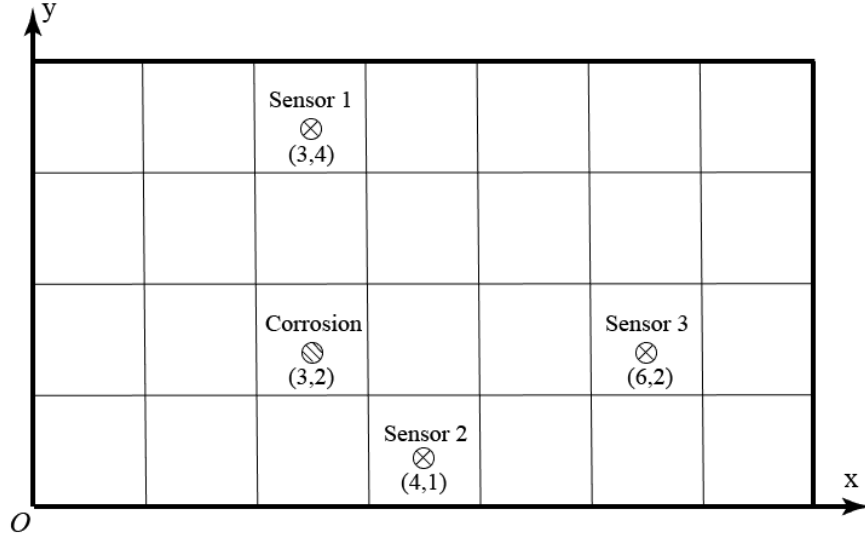 y
Sensor 1
(3,4)
Corrosion
(3,2)
Sensor 3
(6,2)
Sensor 2
(4,1)
x
O